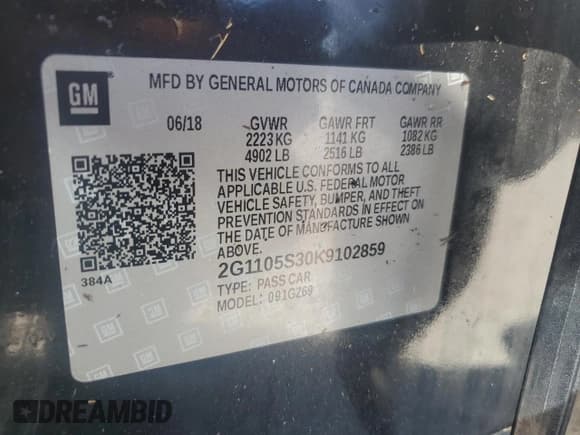 GM
MFD BY GENERAL MOTORS OF CANADA COMPANY
06/18 GVWR GAWR FRT GAWR RR
2223 KG 1141 KG 1082 KG
4902 LB 2516 LB 2386 LB
THIS VEHICLE CONFORMS TO ALL
APPLICABLE U.S. FEDERAL MOTOR
VEHICLE SAFETY, BUMPER, AND THEFT
PREVENTION STANDARDS IN EFFECT ON
THE DATE OF MANUFACTURE SHOWN
ABOVE.
384A
2G1105S30K9102859
TYPE: PASS CAR
MODEL: 091GZ69
DREAMBID